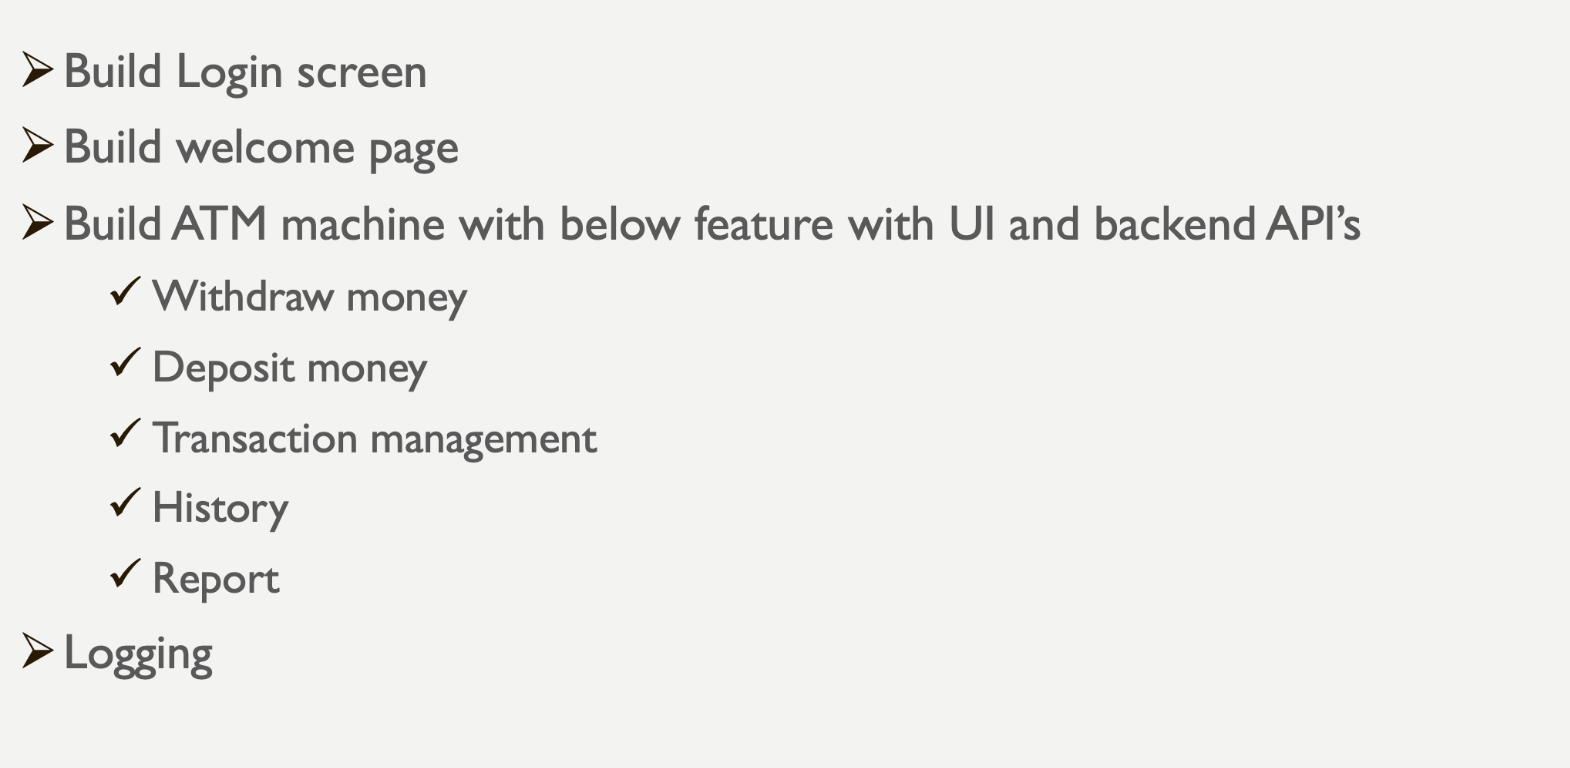 Build Login screen
Build welcome page
Build ATM machine with below feature with UI and backend API’s
Withdraw money
Deposit money
Transaction management
History
Report
Logging